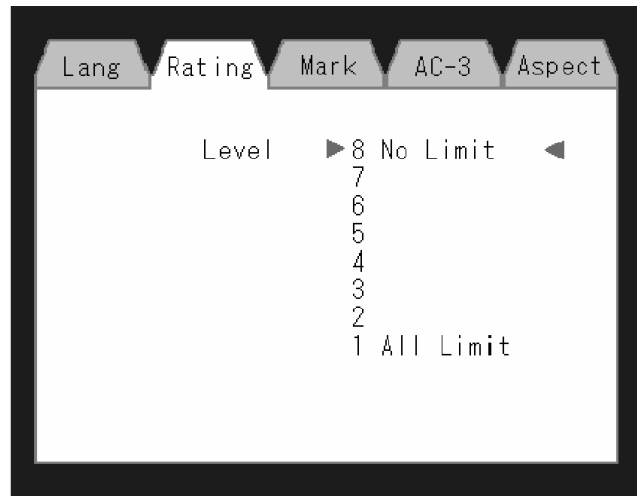 Lang Rating Mark AC-3 Aspect
Level ▶8 No Limit ◀
7
6
5
4
3
2
1 All Limit